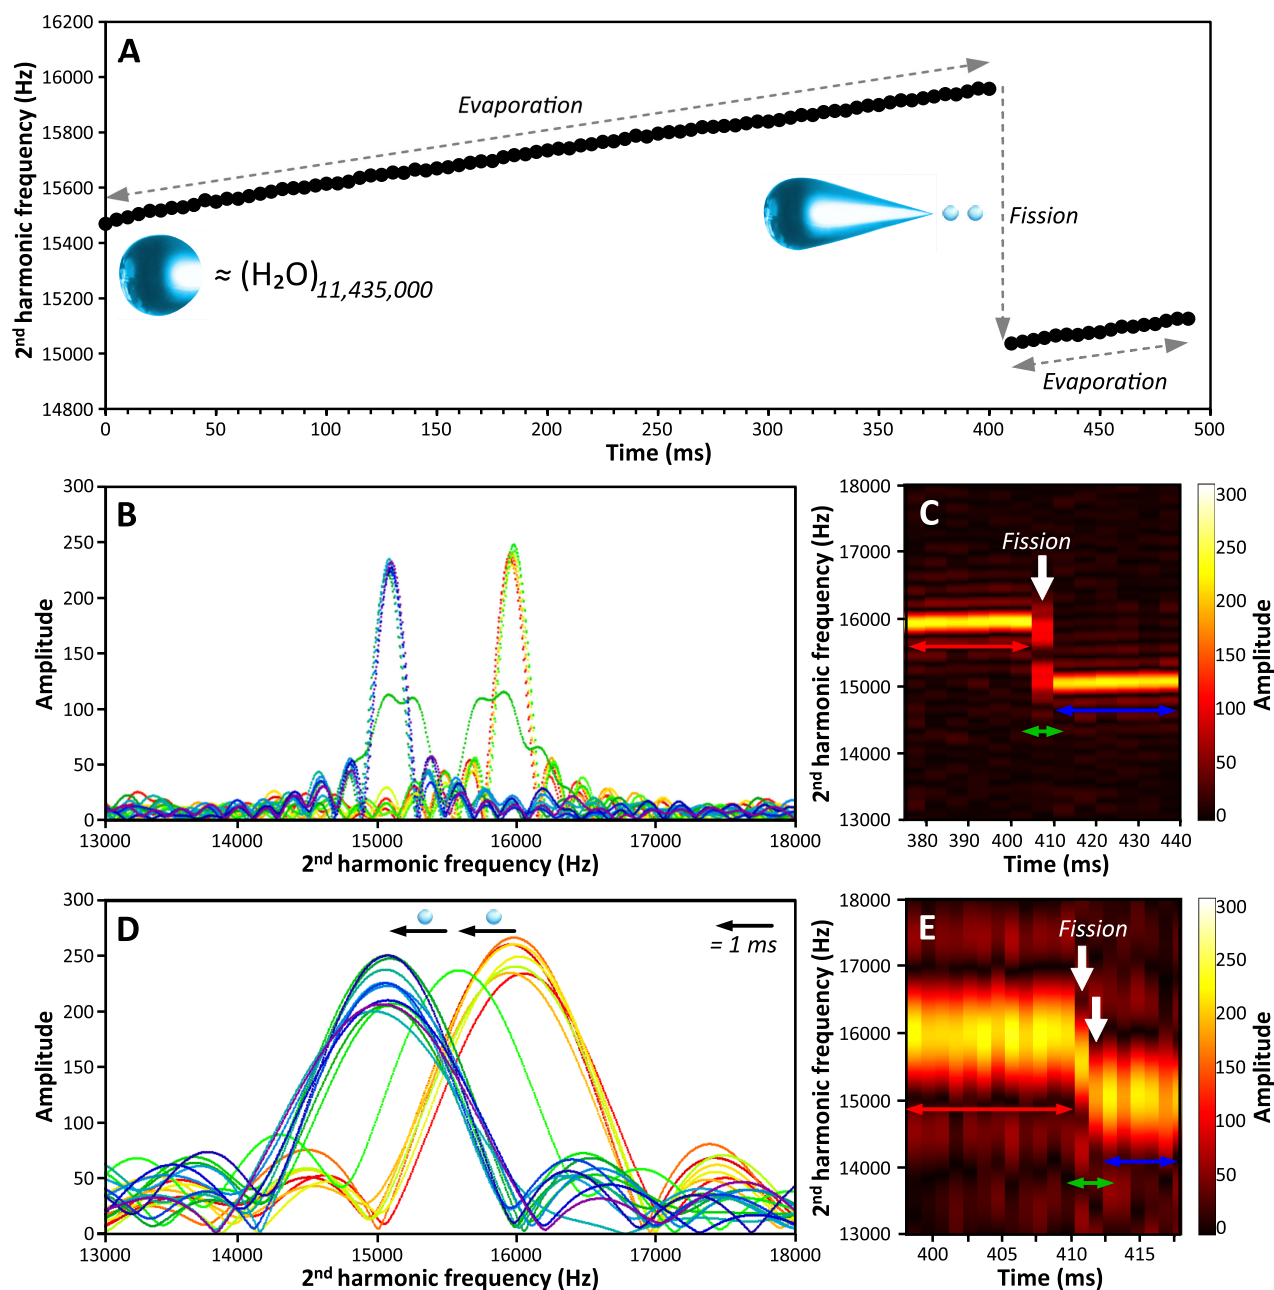 A
2nd harmonic frequency (Hz)
16200
16000
15800
15600
15400
15200
15000
14800
Evaporation
Fission
≈ (H₂O)11,435,000
Evaporation
0 50 100 150 200 250 300 350 400 450 500
Time (ms)
B
Amplitude
300
250
200
150
100
50
0
13000 14000 15000 16000 17000 18000
2nd harmonic frequency (Hz)
C
2nd harmonic frequency (Hz)
18000
17000
16000
15000
14000
13000
Fission
380 390 400 410 420 430 440
Time (ms)
300
250
200
150
100
50
0
Amplitude
D
Amplitude
300
250
200
150
100
50
0
= 1 ms
13000 14000 15000 16000 17000 18000
2nd harmonic frequency (Hz)
E
2nd harmonic frequency (Hz)
18000
17000
16000
15000
14000
13000
Fission
400 405 410 415
Time (ms)
300
250
200
150
100
50
0
Amplitude